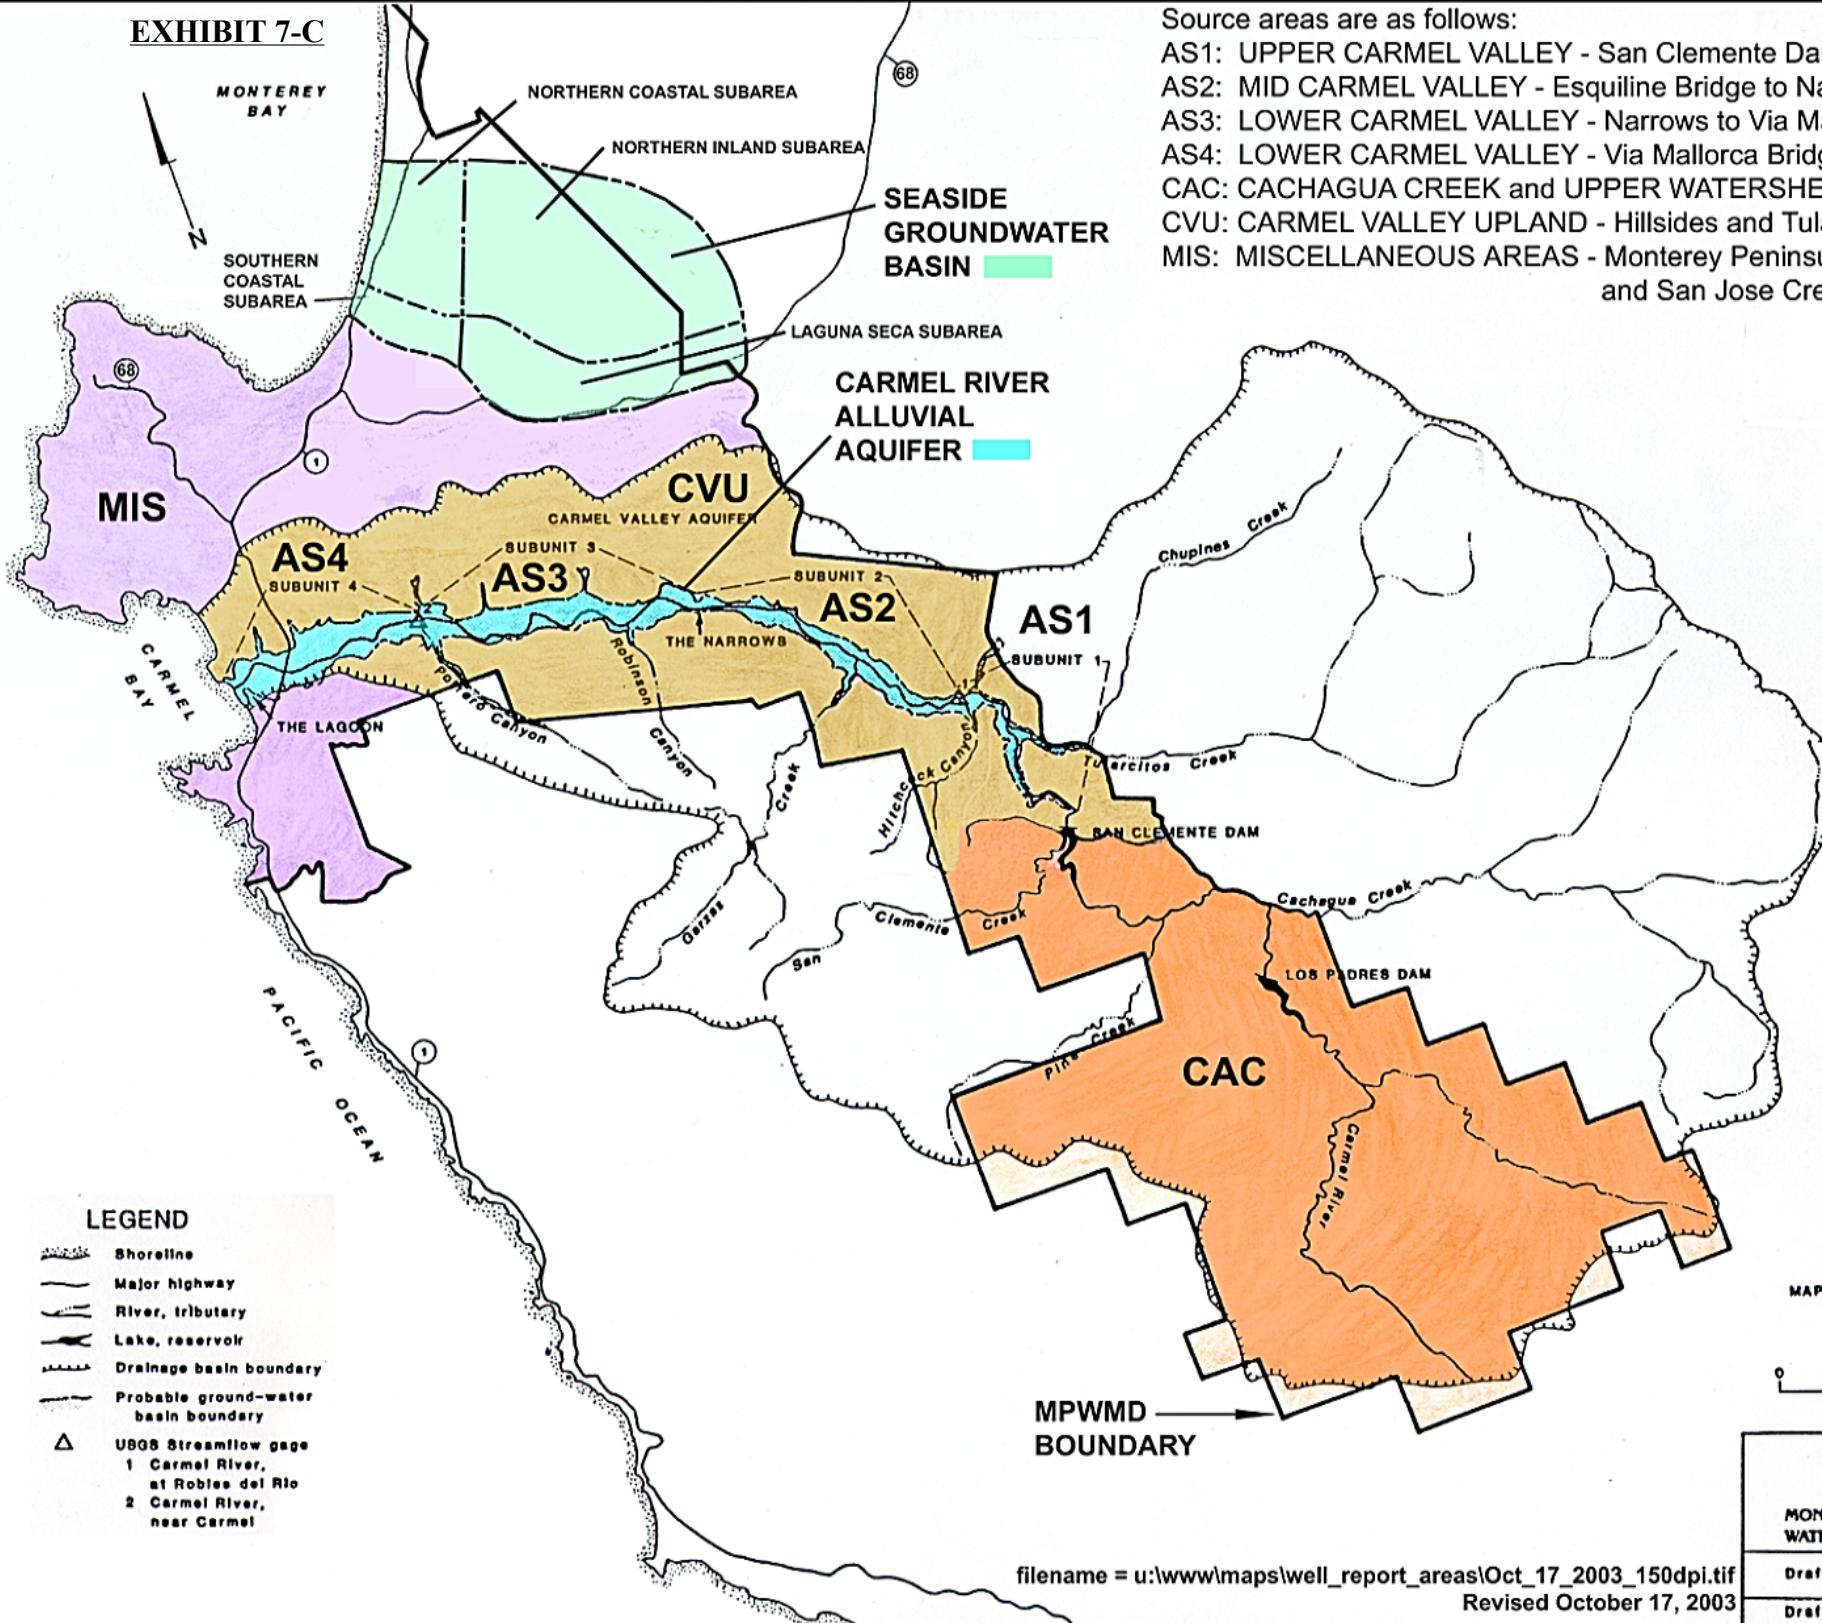 EXHIBIT 7-C
MONTEREY
BAY
Source areas are as follows:
AS1: UPPER CARMEL VALLEY - San Clemente
AS2: MID CARMEL VALLEY - Esquiline Bridge to
AS3: LOWER CARMEL VALLEY - Narrows to Via
AS4: LOWER CARMEL VALLEY - Via Mallorca
CAC: CACHAGUA CREEK and UPPER
CVU: CARMEL VALLEY UPLAND - Hillsides and
MIS: MISCELLANEOUS AREAS - Monterey
and San Jose
68
NORTHERN COASTAL SUBAREA
NORTHERN INLAND SUBAREA
SEASIDE
GROUNDWATER
BASIN
N
SOUTHERN
COASTAL
SUBAREA
LAGUNA SECA SUBAREA
68
CARMEL RIVER
ALLUVIAL
AQUIFER
1
MIS
CVU
CARMEL VALLEY AQUIFER
AS4
SUBUNIT 4
SUBUNIT 3
AS3
SUBUNIT 2
AS2
AS1
SUBUNIT 1
Chupines Creek
2
THE NARROWS
1
CARMEL
BAY
THE LAGOON
Potrero Canyon
Robinson
Canyon
Creek
Hitchcock Canyon
Tularcitos Creek
SAN CLEMENTE DAM
Garzas
San
Clemente
Creek
Cachagua Creek
LOS PADRES DAM
Pine Creek
CAC
Carmel River
PACIFIC
OCEAN
1
LEGEND
Shoreline
Major highway
River, tributary
Lake, reservoir
Drainage basin boundary
Probable ground-water
basin boundary
USGS Streamflow gage
1 Carmel River,
at Robles del Rio
2 Carmel River,
near Carmel
MAP
0
MPWMD
BOUNDARY
filename = u:\www\maps\well_report_areas\Oct_17_2003_150dpi.tif
Revised October 17, 2003